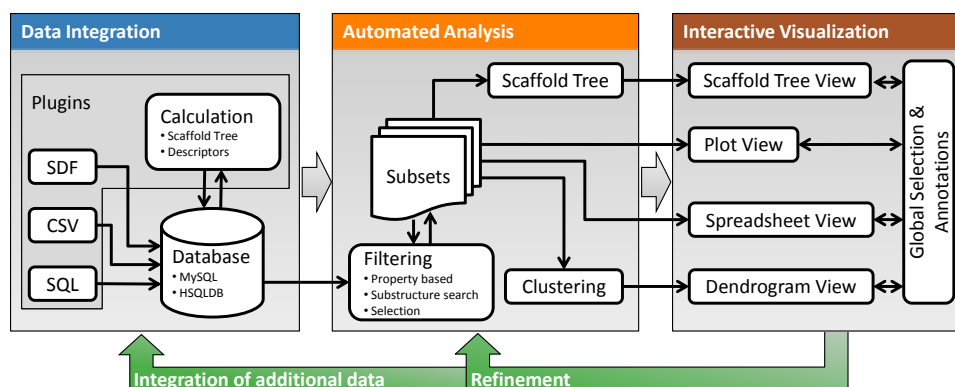 Data Integration
Plugins
Calculation
• Scaffold Tree
• Descriptors
SDF
CSV
SQL
Database
• MySQL
• HSQLDB
Automated Analysis
Scaffold Tree
Subsets
Filtering
• Property based
• Substructure search
• Selection
Clustering
Interactive Visualization
Scaffold Tree View
Plot View
Spreadsheet View
Dendrogram View
Global Selection &
Annotations
Integration of additional data
Refinement